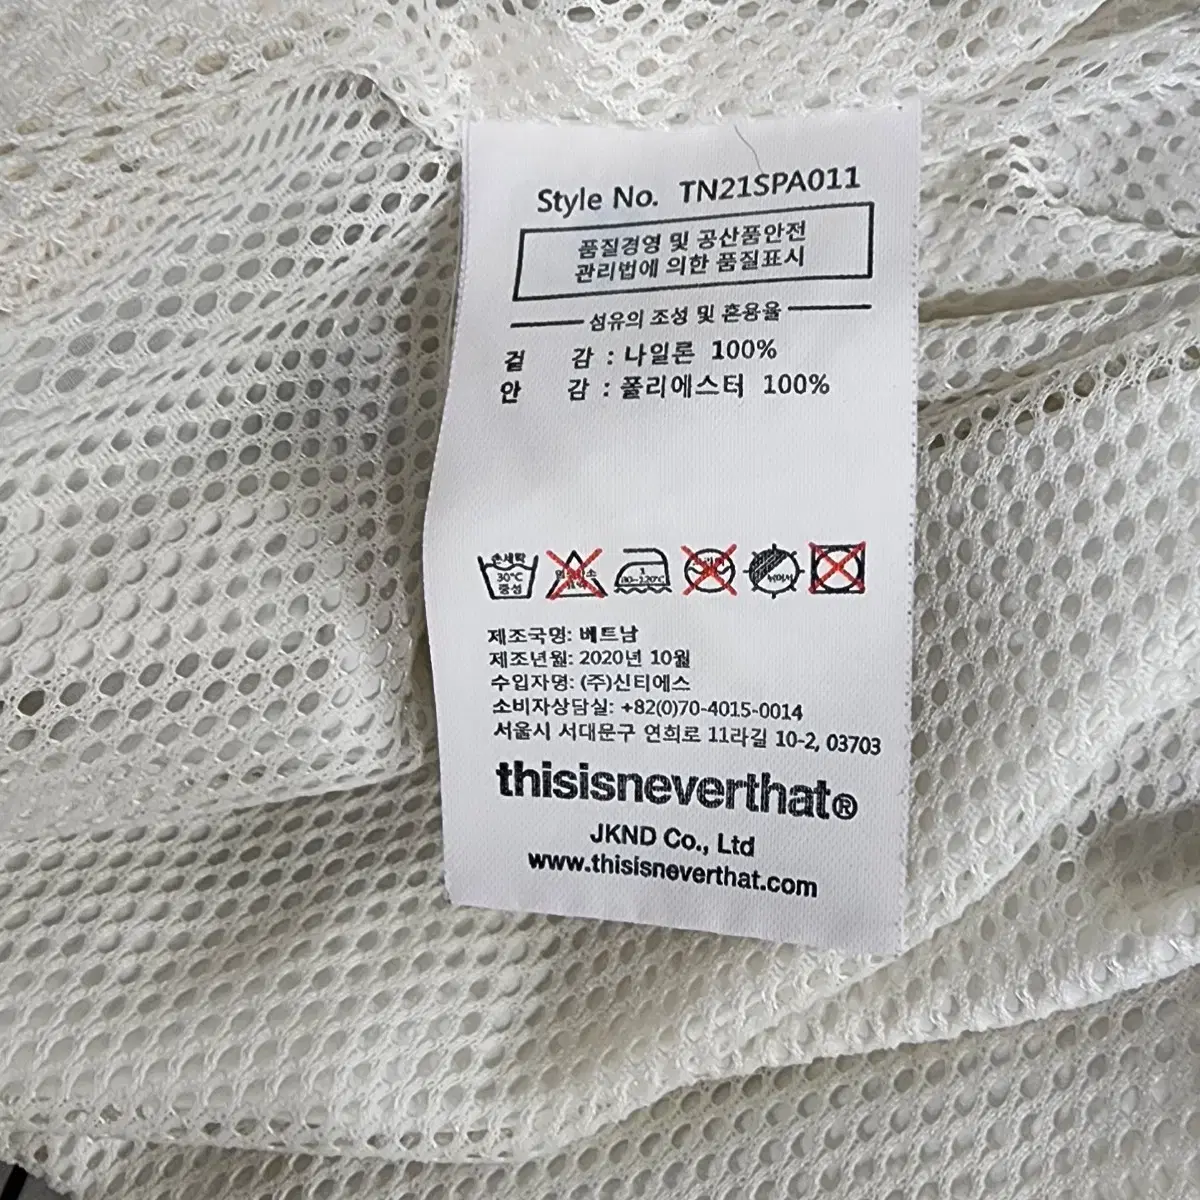 Style No. TN21SPA011
품질경영 및 공산품안전
관리법에 의한 품질표시
섬유의 조성 및 혼용율
겉 감 : 나일론 100%
안 감 : 폴리에스터 100%
손세탁
30°C
중성
1
80~120°C
뉘어서
제조국명: 베트남
제조년월: 2020년 10월
수입자명: (주)신티에스
소비자상담실: +82(0)70-4015-0014
서울시 서대문구 연희로 11라길 10-2, 03703
thisisneverthat®
JKND Co., Ltd
www.thisisneverthat.com